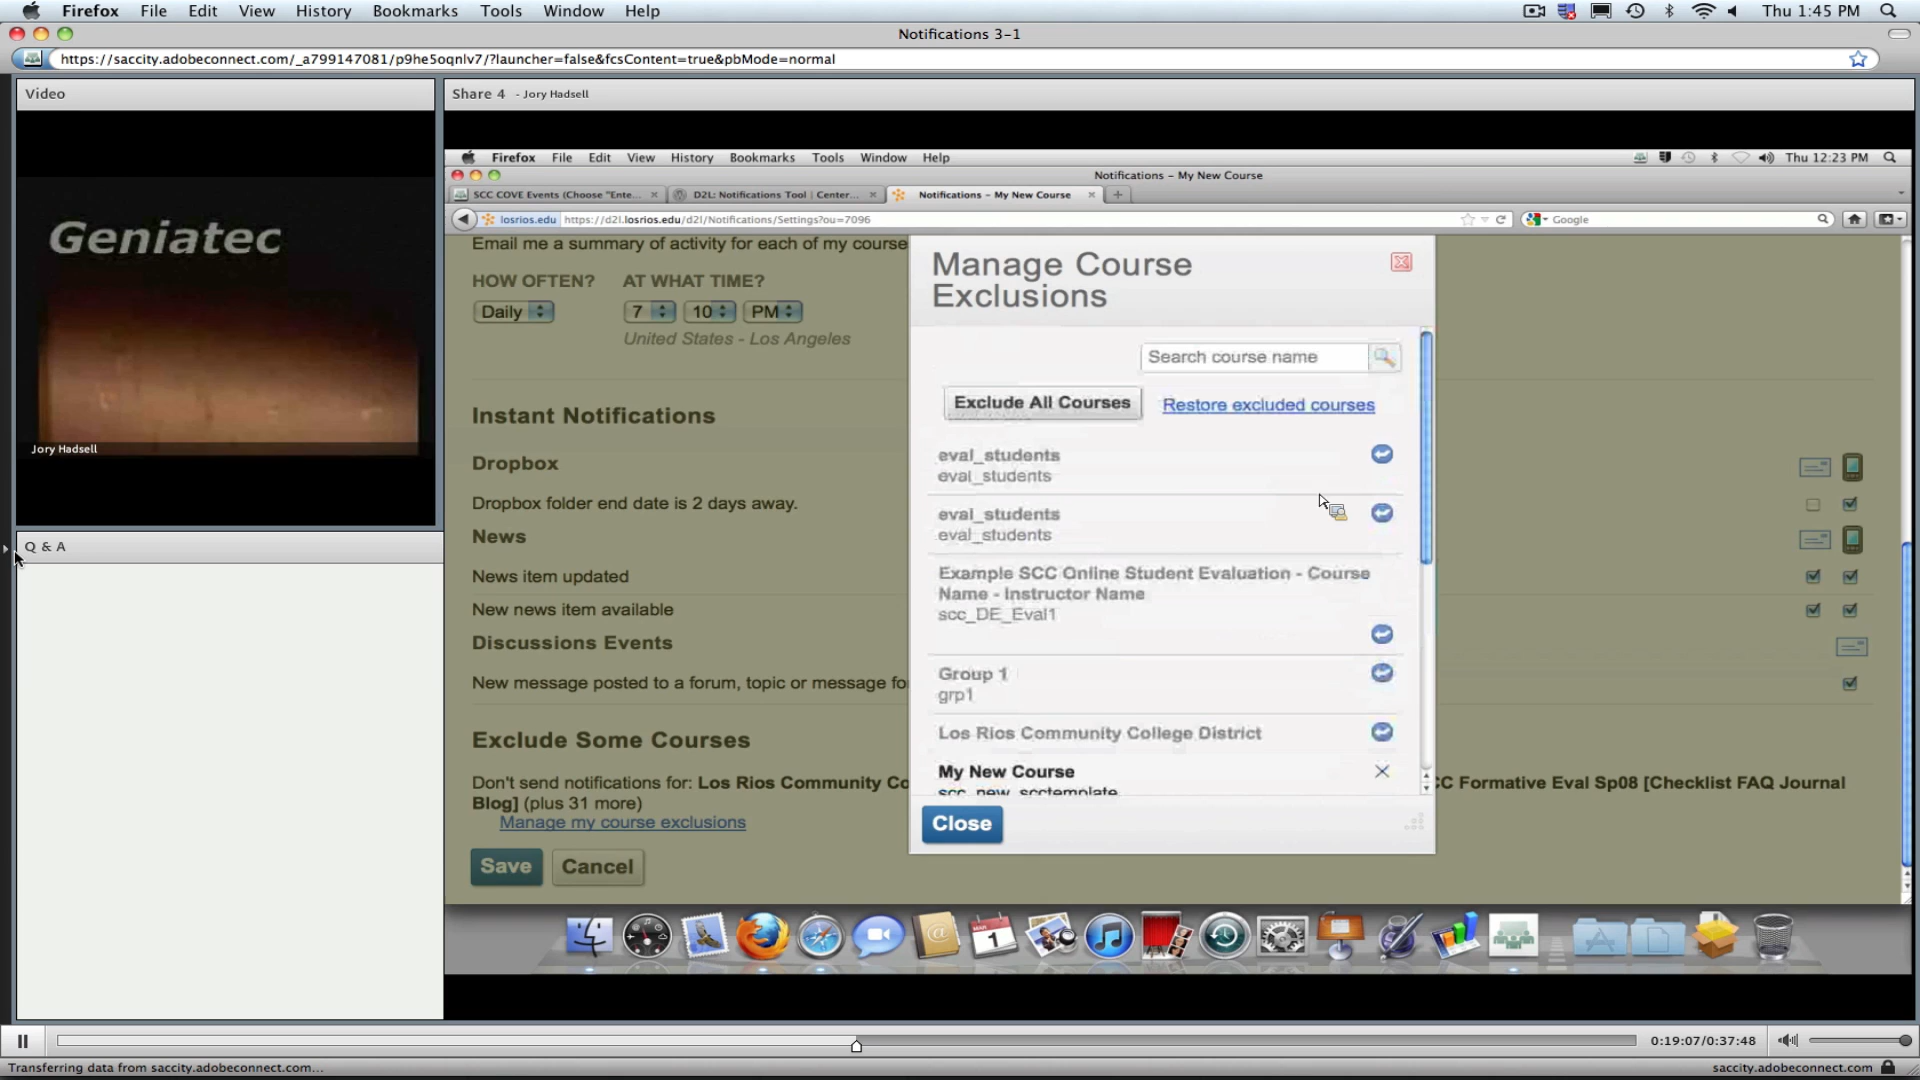 Firefox File Edit View History Bookmarks Tools Window Help Thu 1:45 PM
Notifications 3-1
https://saccity.adobeconnect.com/_a799147081/p9he5oqnlv7/?launcher=false&fcsContent=true&pbMode=normal
Video
Geniatec
Jory Hadsell
Q & A
Share 4 - Jory Hadsell
Firefox File Edit View History Bookmarks Tools Window Help Thu 12:23 PM
Notifications - My New Course
SCC COVE Events (Choose "Ente... D2L: Notifications Tool | Center... Notifications - My New Course
losrios.edu https://d2l.losrios.edu/d2l/Notifications/Settings?ou=7096 Google
Email me a summary of activity for each of my course
HOW OFTEN? AT WHAT TIME?
Daily 7 10 PM
United States - Los Angeles
Instant Notifications
Dropbox
Dropbox folder end date is 2 days away.
News
News item updated
New news item available
Discussions Events
New message posted to a forum, topic or message fo
Exclude Some Courses
Don't send notifications for: Los Rios Community Co CC Formative Eval Sp08 [Checklist FAQ Journal
Blog] (plus 31 more)
Manage my course exclusions
Save Cancel
Manage Course
Exclusions
Search course name
Exclude All Courses Restore excluded courses
eval_students
eval_students
eval_students
eval_students
Example SCC Online Student Evaluation - Course
Name - Instructor Name
scc_DE_Eval1
Group 1
grp1
Los Rios Community College District
My New Course
scc_new_scctemplate
Close
MAR
1
0:19:07/0:37:48
Transferring data from saccity.adobeconnect.com...
saccity.adobeconnect.com